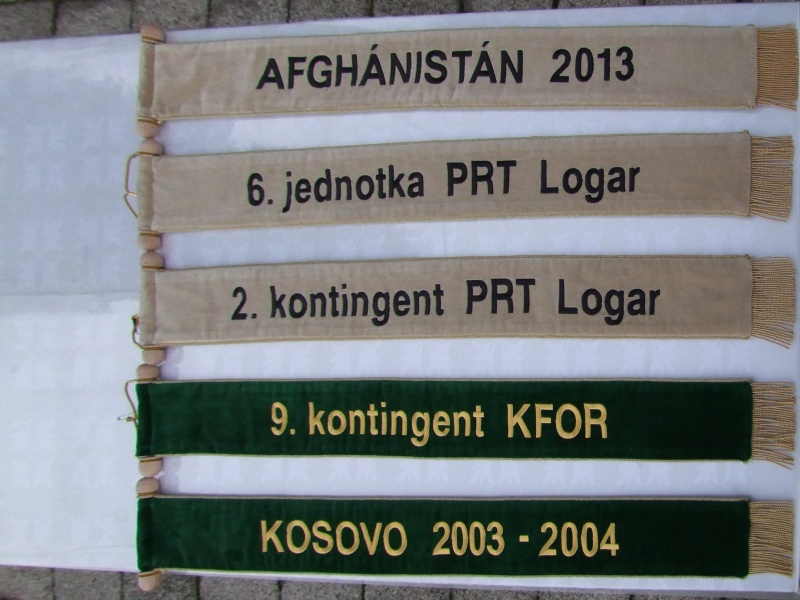 AFGHÁNISTÁN 2013
6. jednotka PRT Logar
2. kontingent PRT Logar
9. kontingent KFOR
KOSOVO 2003 - 2004